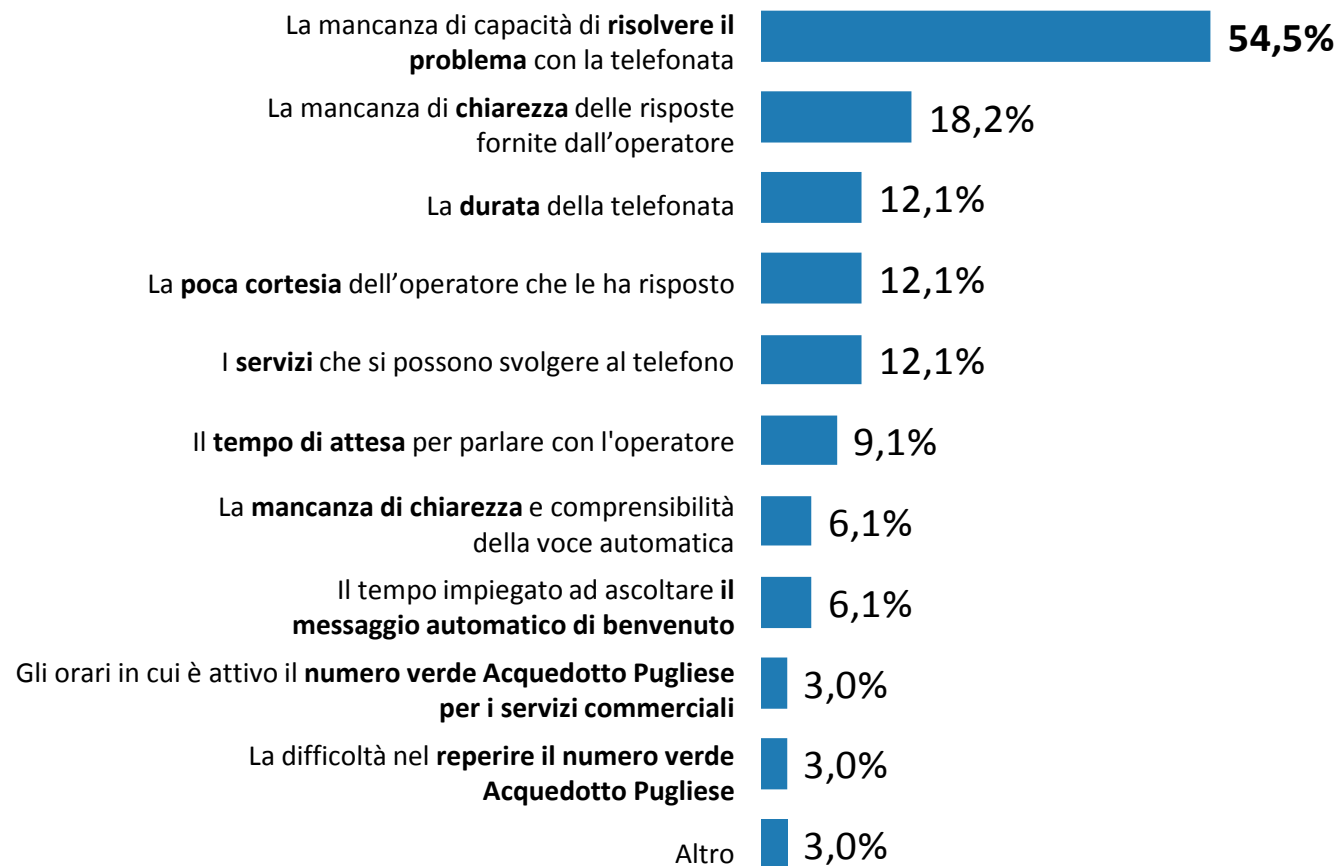 La mancanza di capacità di risolvere il
problema con la telefonata
54,5%
La mancanza di chiarezza delle risposte
fornite dall’operatore
18,2%
La durata della telefonata
12,1%
La poca cortesia dell’operatore che le ha risposto
12,1%
I servizi che si possono svolgere al telefono
12,1%
Il tempo di attesa per parlare con l'operatore
9,1%
La mancanza di chiarezza e comprensibilità
della voce automatica
6,1%
Il tempo impiegato ad ascoltare il
messaggio automatico di benvenuto
6,1%
Gli orari in cui è attivo il numero verde Acquedotto Pugliese
per i servizi commerciali
3,0%
La difficoltà nel reperire il numero verde
Acquedotto Pugliese
3,0%
Altro
3,0%